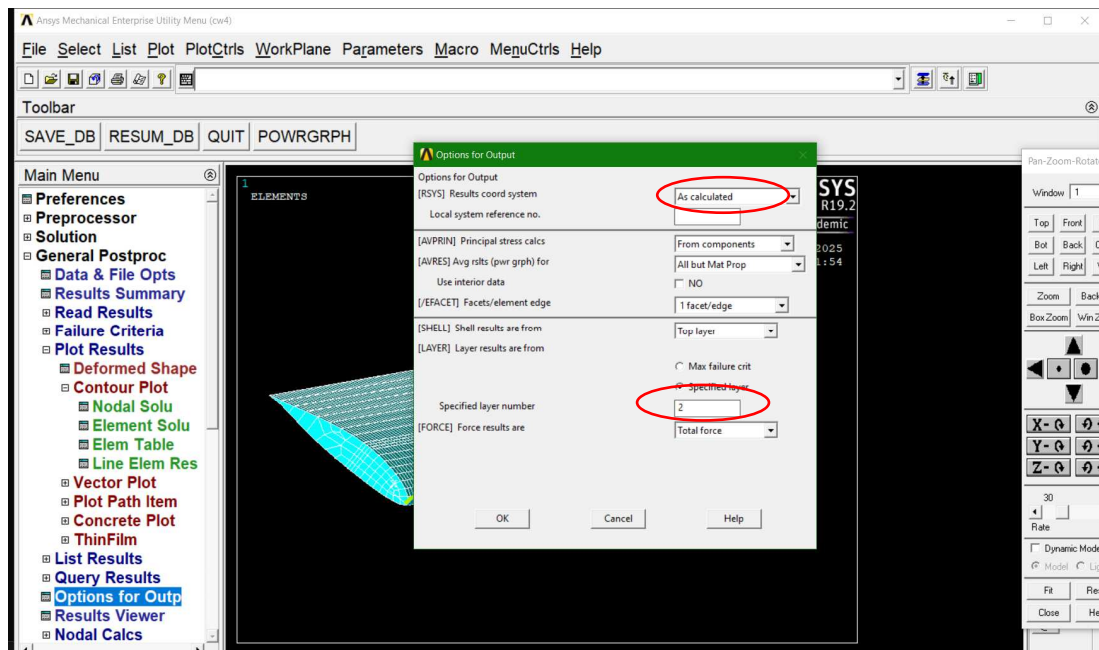 Ansys Mechanical Enterprise Utility Menu (cw4)
File Select List Plot PlotCtrls WorkPlane Parameters Macro MenuCtrls Help
Toolbar
SAVE_DB RESUM_DB QUIT POWRGRPH
Main Menu
Preferences
Preprocessor
Solution
General Postproc
Data & File Opts
Results Summary
Read Results
Failure Criteria
Plot Results
Deformed Shape
Contour Plot
Nodal Solu
Element Solu
Elem Table
Line Elem Res
Vector Plot
Plot Path Item
Concrete Plot
ThinFilm
List Results
Query Results
Options for Outp
Results Viewer
Nodal Calcs
1
ELEMENTS
SYS
R19.2
demic
2025
1:54
Options for Output
Options for Output
[RSYS] Results coord system As calculated
Local system reference no.
[AVPRIN] Principal stress calcs From components
[AVRES] Avg rslts (pwr grph) for All but Mat Prop
Use interior data NO
[/EFACET] Facets/element edge 1 facet/edge
[SHELL] Shell results are from Top layer
[LAYER] Layer results are from
Max failure crit
Specified layer
Specified layer number 2
[FORCE] Force results are Total force
OK Cancel Help
Pan-Zoom-Rotat
Window 1
Top Front
Bot Back
Left Right
Zoom Back
Box Zoom Win Z
X-
Y-
Z-
30
Rate
Dynamic Mode
Model Li
Fit Re
Close He